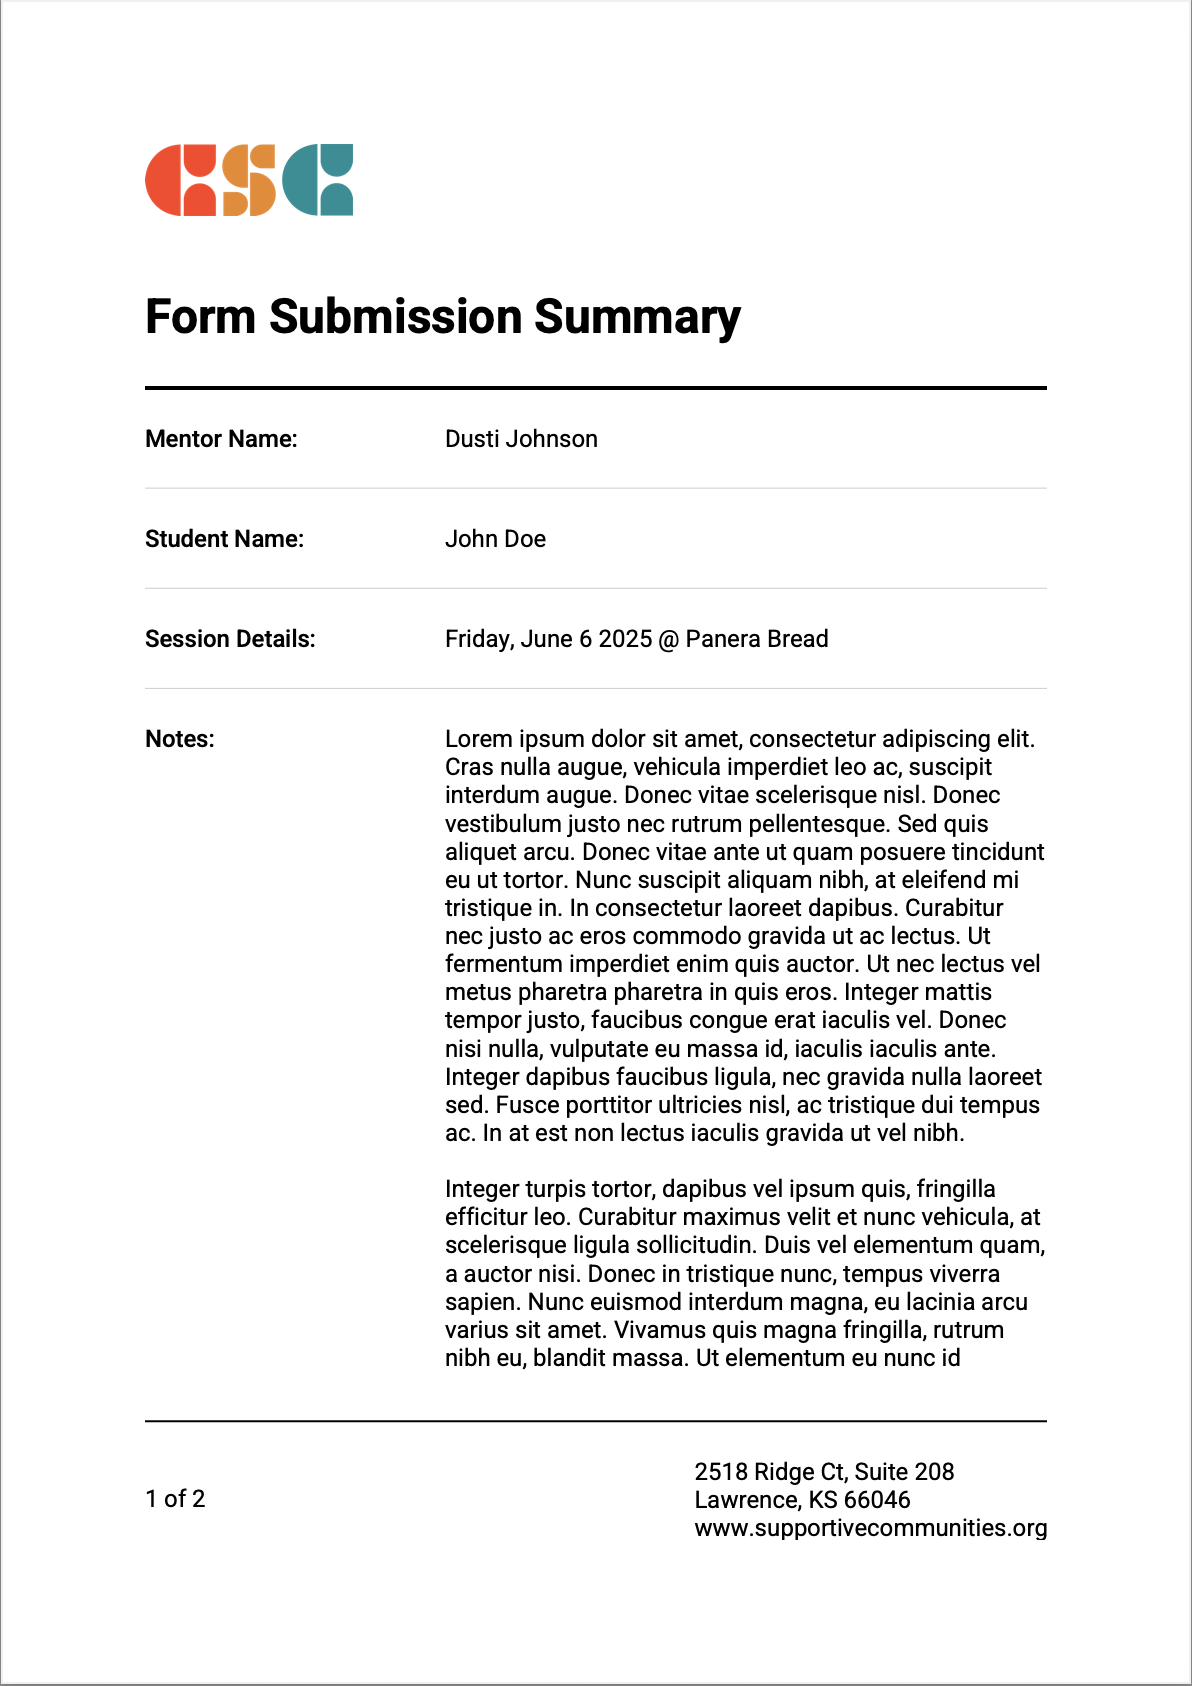 CSC
Form Submission Summary
Mentor Name: Dusti Johnson
Student Name: John Doe
Session Details: Friday, June 6 2025 @ Panera Bread
Notes: Lorem ipsum dolor sit amet, consectetur adipiscing elit.
Cras nulla augue, vehicula imperdiet leo ac, suscipit
interdum augue. Donec vitae scelerisque nisl. Donec
vestibulum justo nec rutrum pellentesque. Sed quis
aliquet arcu. Donec vitae ante ut quam posuere tincidunt
eu ut tortor. Nunc suscipit aliquam nibh, at eleifend mi
tristique in. In consectetur laoreet dapibus. Curabitur
nec justo ac eros commodo gravida ut ac lectus. Ut
fermentum imperdiet enim quis auctor. Ut nec lectus vel
metus pharetra pharetra in quis eros. Integer mattis
tempor justo, faucibus congue erat iaculis vel. Donec
nisi nulla, vulputate eu massa id, iaculis iaculis ante.
Integer dapibus faucibus ligula, nec gravida nulla laoreet
sed. Fusce porttitor ultricies nisl, ac tristique dui tempus
ac. In at est non lectus iaculis gravida ut vel nibh.
Integer turpis tortor, dapibus vel ipsum quis, fringilla
efficitur leo. Curabitur maximus velit et nunc vehicula, at
scelerisque ligula sollicitudin. Duis vel elementum quam,
a auctor nisi. Donec in tristique nunc, tempus viverra
sapien. Nunc euismod interdum magna, eu lacinia arcu
varius sit amet. Vivamus quis magna fringilla, rutrum
nibh eu, blandit massa. Ut elementum eu nunc id
1 of 2
2518 Ridge Ct, Suite 208
Lawrence, KS 66046
www.supportivecommunities.org